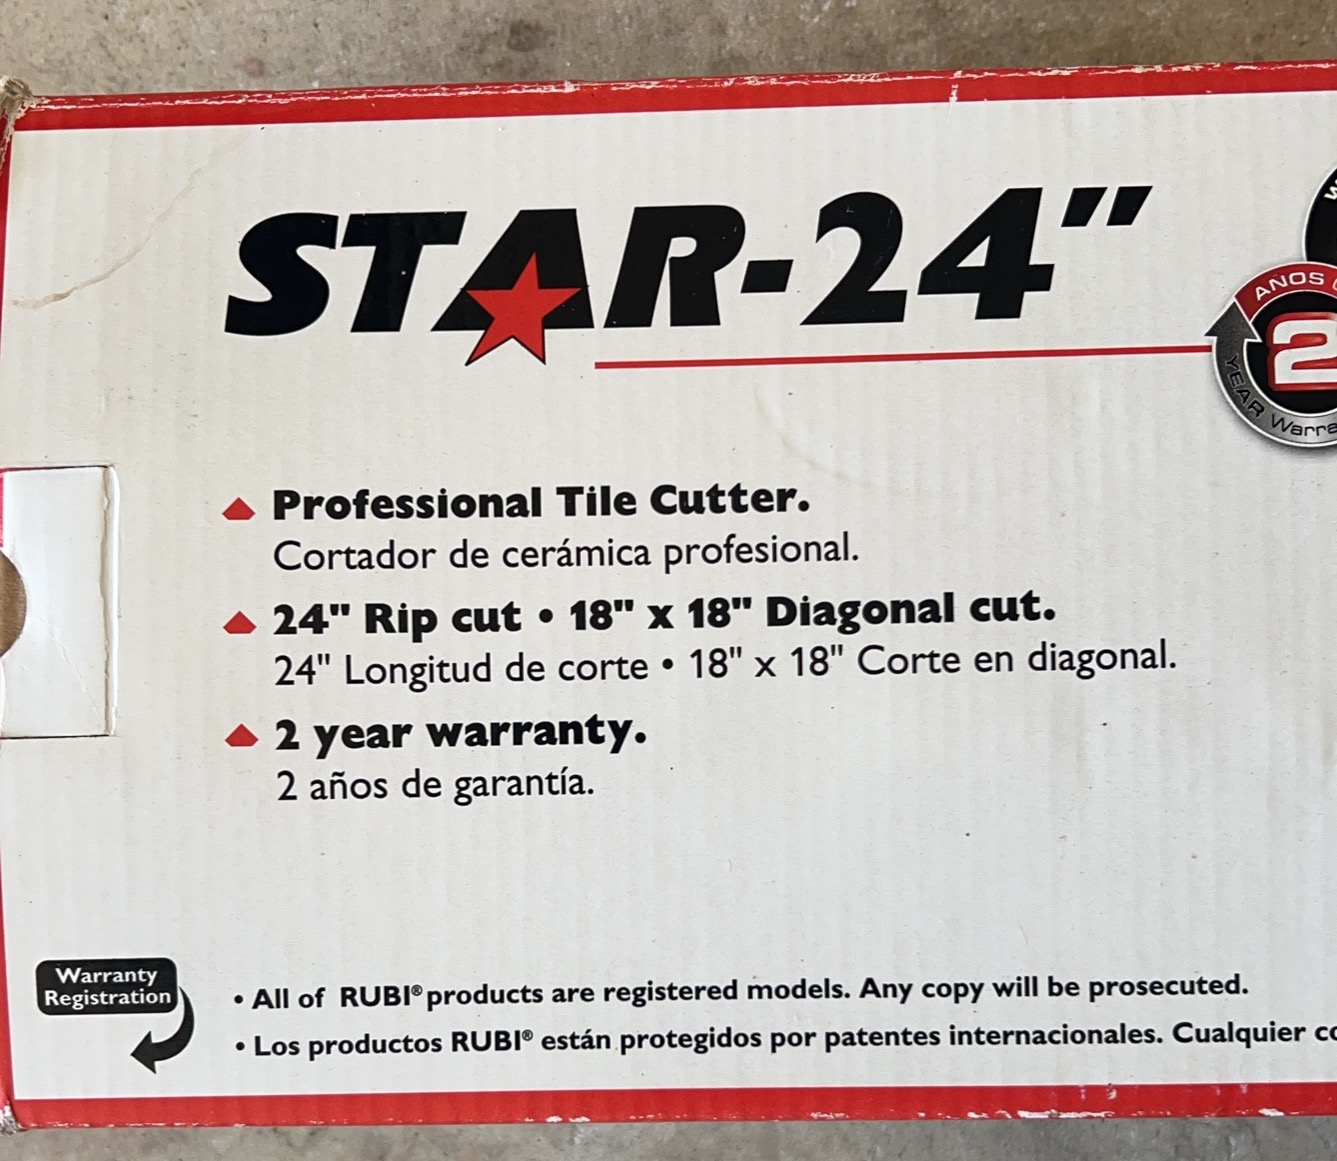 STAR-24"
AÑOS
2
YEAR
Professional Tile Cutter.
Cortador de cerámica profesional.
24" Rip cut • 18" x 18" Diagonal cut.
24" Longitud de corte • 18" x 18" Corte en diagonal.
2 year warranty.
2 años de garantía.
Warranty
Registration
• All of RUBI® products are registered models. Any copy will be prosecuted.
• Los productos RUBI® están protegidos por patentes internacionales. Cualquier